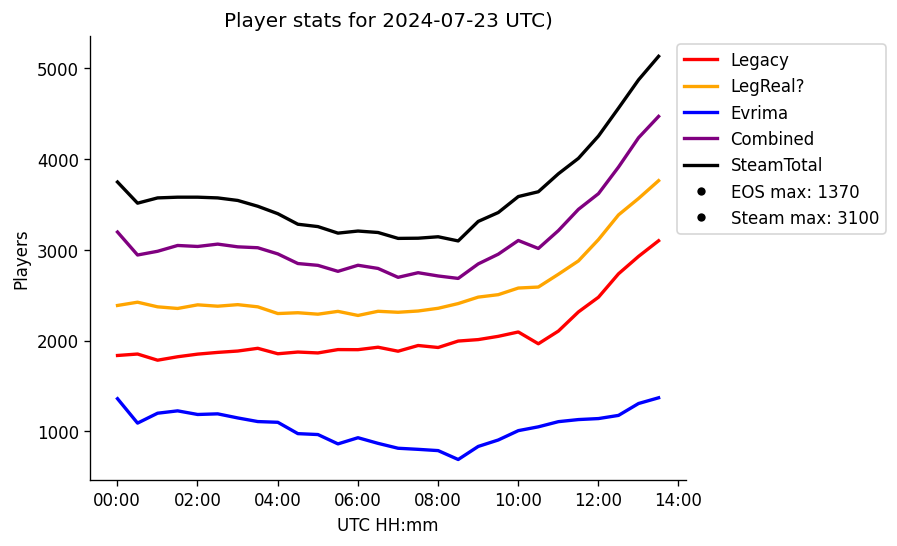 Player stats for 2024-07-23 UTC)
Legacy
LegReal?
Evrima
Combined
SteamTotal
EOS max: 1370
Steam max: 3100
Players
5000
4000
3000
2000
1000
00:00 02:00 04:00 06:00 08:00 10:00 12:00 14:00
UTC HH:mm